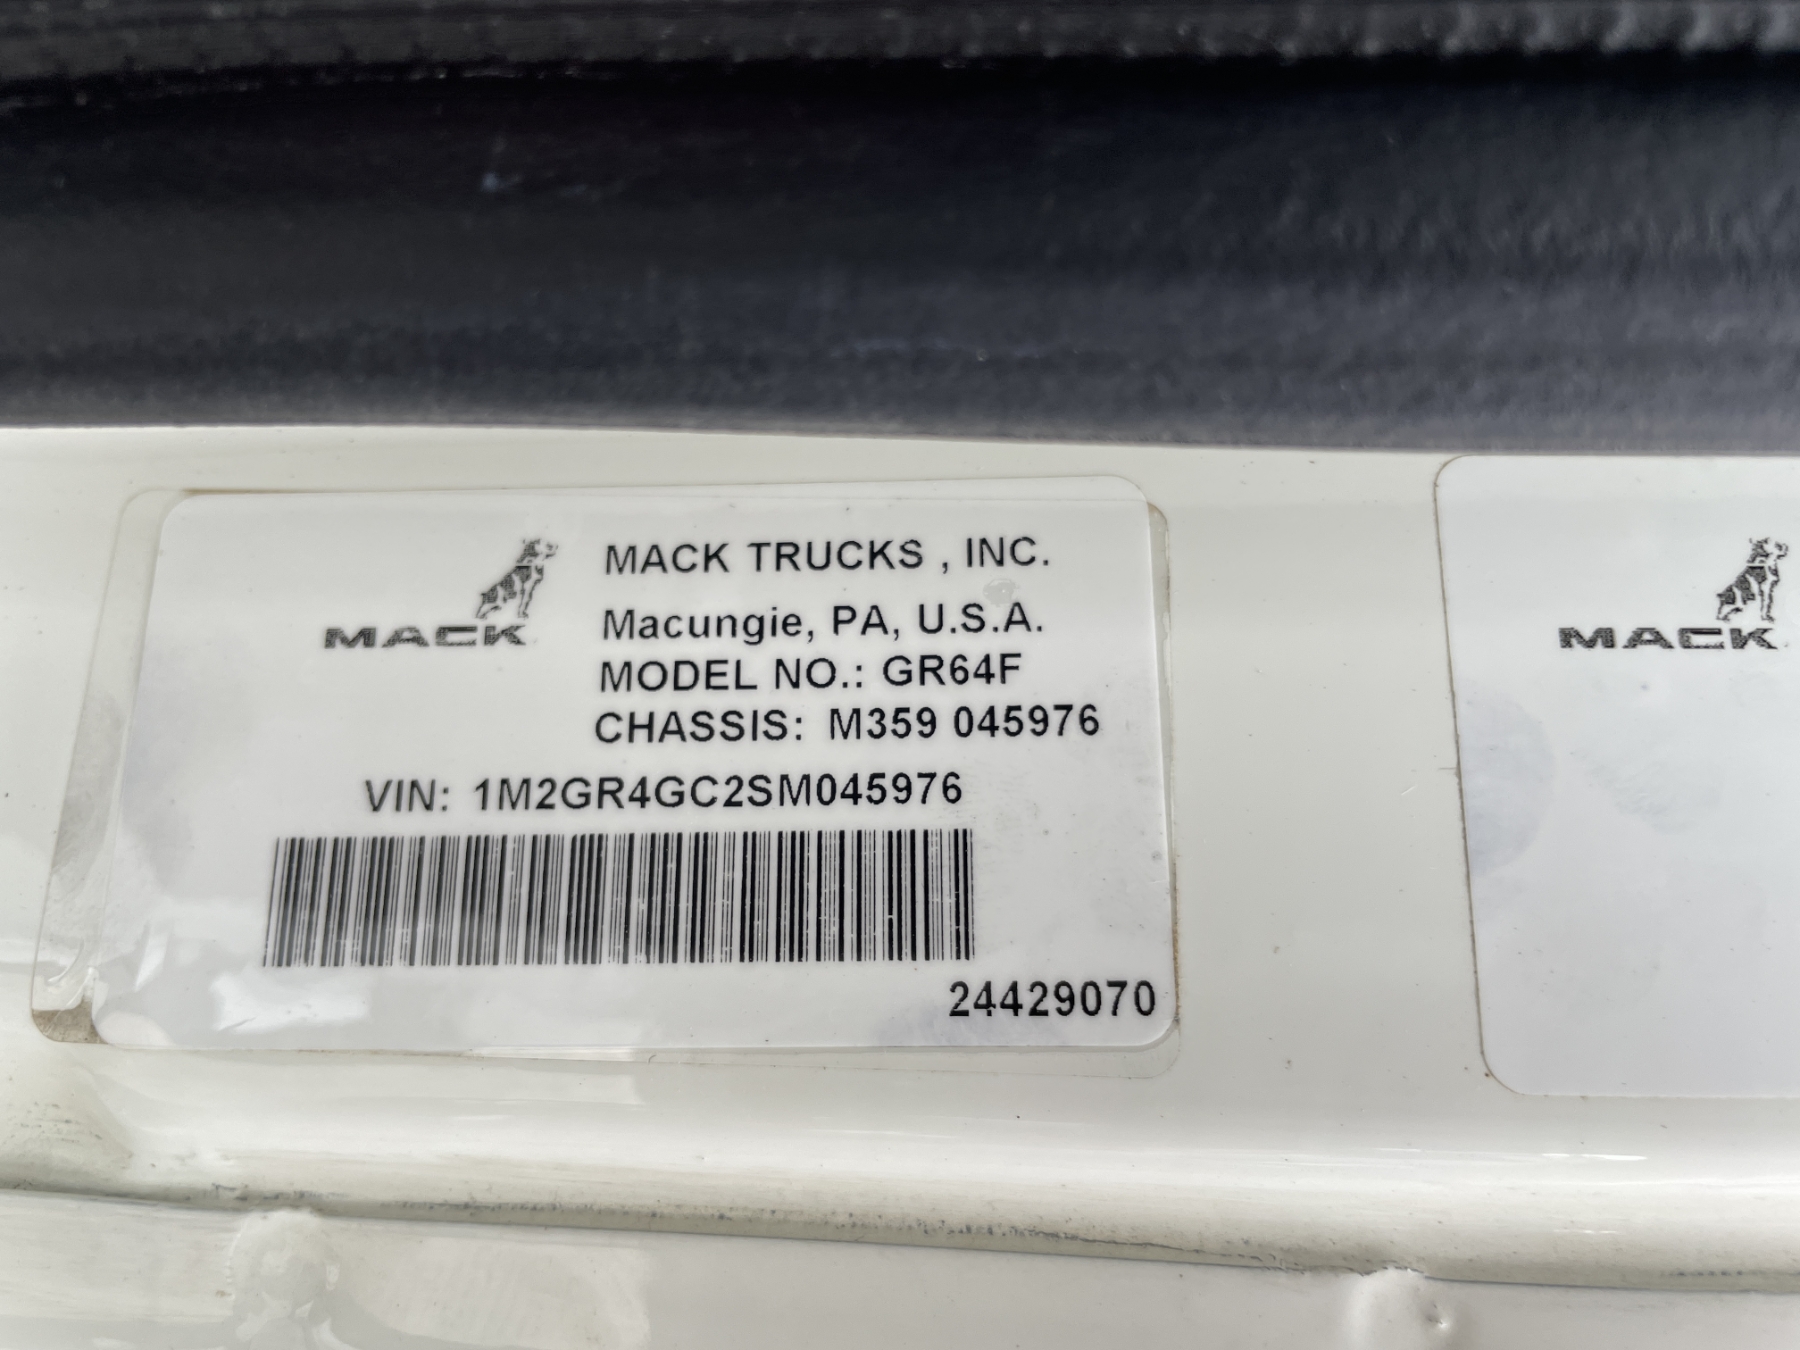 MACK
MACK TRUCKS , INC.
Macungie, PA, U.S.A.
MODEL NO.: GR64F
CHASSIS: M359 045976
VIN: 1M2GR4GC2SM045976
24429070
MACK